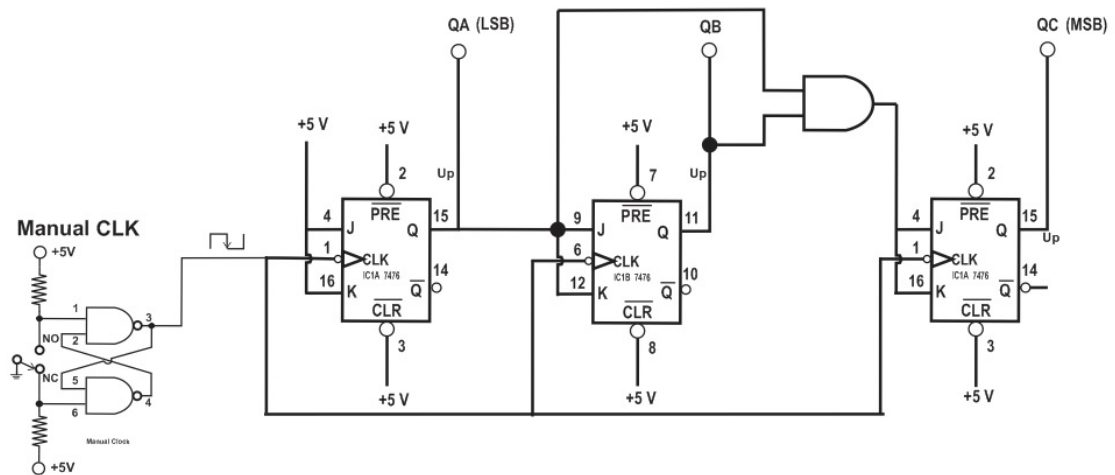 QA (LSB)
QB
QC (MSB)
+5 V
+5 V
+5 V
+5 V
2
7
2
Up
Up
Up
Manual CLK
+5V
1
2
3
NO
NC
5
6
4
Manual Clock
+5V
4
J
PRE
15
Q
1
CLK
IC1A 7476
14
Q
16
K
CLR
3
+5 V
9
J
PRE
11
Q
6
CLK
IC1B 7476
10
Q
12
K
CLR
8
+5 V
4
J
PRE
15
Q
1
CLK
IC1A 7476
14
Q
16
K
CLR
3
+5 V